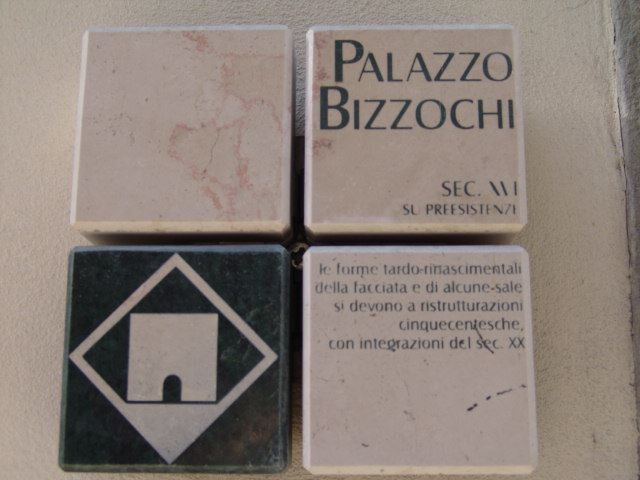 PALAZZO
BIZZOCHI
SEC. XVI
SU PREESISTENZE
le forme tardo-rinascimentali
della facciata e di alcune sale
si devono a ristrutturazioni
cinquecentesche,
con integrazioni del sec. XX